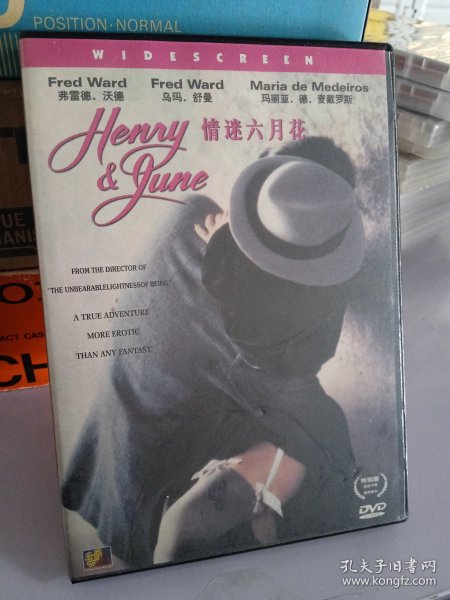 POSITION·NORMAL
WIDESCREEN
Fred Ward
弗雷德、沃德
Fred Ward
乌玛、舒曼
Maria de Medeiros
玛丽亚、德、麦戴罗斯
Henry & June
情迷六月花
FROM THE DIRECTOR OF
"THE UNBEARABLELIGHTNESSOF BEING"
A TRUE ADVENTURE
MORE EROTIC
THAN ANY FANTASY
特别篇
DVD
孔夫子旧书网
www.kongfz.com